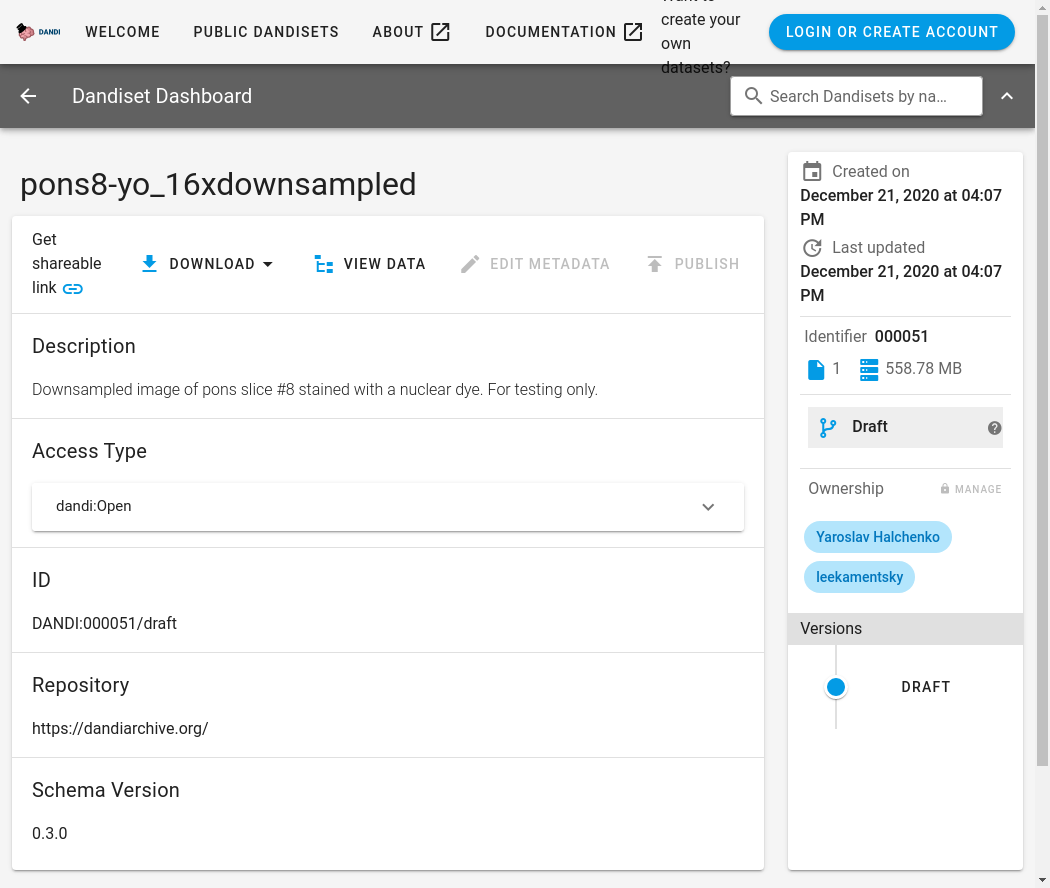 DANDI
WELCOME
PUBLIC DANDISETS
ABOUT
DOCUMENTATION
create your
own
datasets?
LOGIN OR CREATE ACCOUNT
Dandiset Dashboard
Search Dandisets by na…
pons8-yo_16xdownsampled
Get
shareable
link
DOWNLOAD
VIEW DATA
EDIT METADATA
PUBLISH
Description
Downsampled image of pons slice #8 stained with a nuclear dye. For testing only.
Access Type
dandi:Open
ID
DANDI:000051/draft
Repository
https://dandiarchive.org/
Schema Version
0.3.0
Created on
December 21, 2020 at 04:07
PM
Last updated
December 21, 2020 at 04:07
PM
Identifier 000051
1
558.78 MB
Draft
Ownership
MANAGE
Yaroslav Halchenko
leekamentsky
Versions
DRAFT